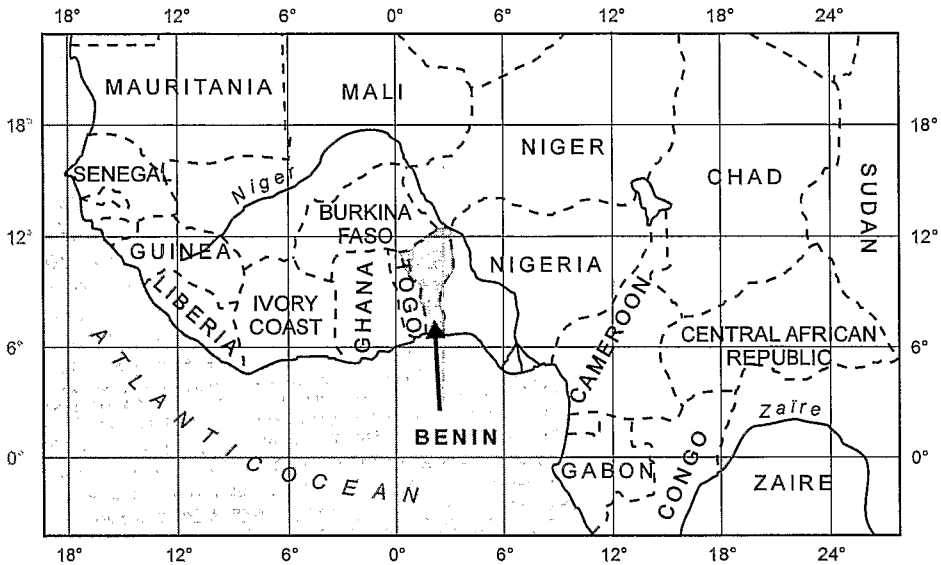 18° 12° 6° 0° 6° 12° 18° 24°
MAURITANIA
MALI
18° 18°
NIGER
SENEGAL
Niger
CHAD
SUDAN
BURKINA
FASO
12° 12°
GUINEA
NIGERIA
TOGO
GHANA
LIBERIA
IVORY
COAST
CAMEROON
CENTRAL AFRICAN
REPUBLIC
6° 6°
ATLANTIC OCEAN
BENIN
Zaïre
CONGO
0° 0°
GABON
ZAIRE
18° 12° 6° 0° 6° 12° 18° 24°